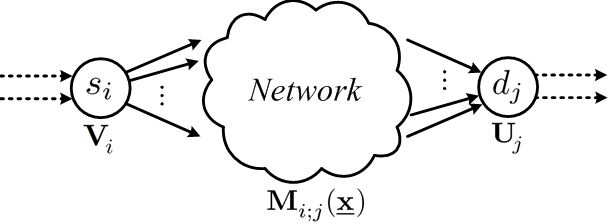 s_i
Network
d_j
V_i
U_j
M_{i;j}(x)